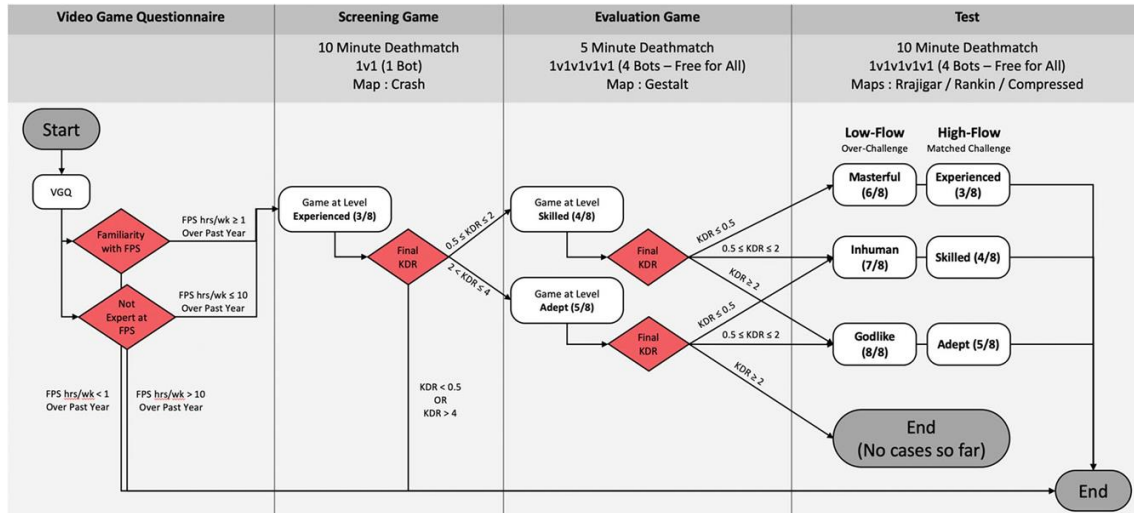 Video Game Questionnaire
Screening Game
10 Minute Deathmatch
1v1 (1 Bot)
Map : Crash
Evaluation Game
5 Minute Deathmatch
1v1v1v1v1 (4 Bots – Free for All)
Map : Gestalt
Test
10 Minute Deathmatch
1v1v1v1v1 (4 Bots – Free for All)
Maps : Rrajigar / Rankin / Compressed
Start
VGQ
Familiarity
with FPS
FPS hrs/wk ≥ 1
Over Past Year
Not
Expert at
FPS
FPS hrs/wk ≤ 10
Over Past Year
FPS hrs/wk < 1
Over Past Year
FPS hrs/wk > 10
Over Past Year
Game at Level
Experienced (3/8)
Final
KDR
0.5 ≤ KDR ≤ 2
2 < KDR ≤ 4
KDR < 0.5
OR
KDR > 4
Game at Level
Skilled (4/8)
Final
KDR
KDR ≤ 0.5
0.5 ≤ KDR ≤ 2
KDR ≥ 2
Game at Level
Adept (5/8)
Final
KDR
KDR ≤ 0.5
0.5 ≤ KDR ≤ 2
KDR ≥ 2
Low-Flow
Over-Challenge
High-Flow
Matched Challenge
Masterful
(6/8)
Experienced
(3/8)
Inhuman
(7/8)
Skilled (4/8)
Godlike
(8/8)
Adept (5/8)
End
(No cases so far)
End